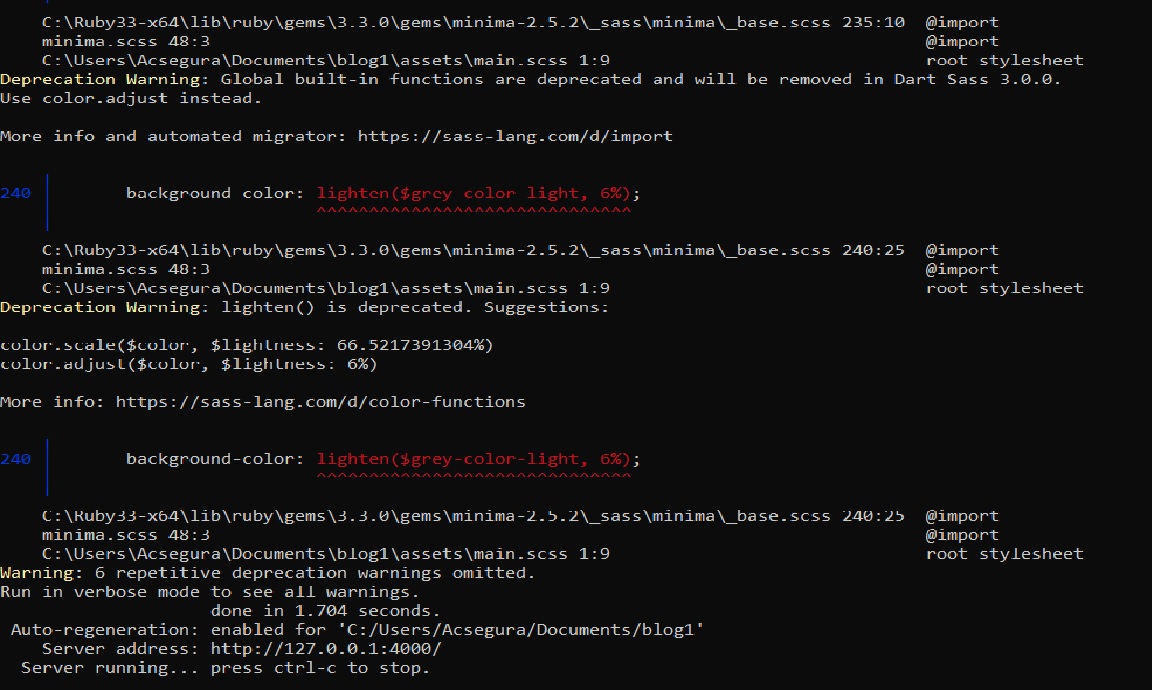 C:\Ruby33-x64\lib\ruby\gems\3.3.0\gems\minima-2.5.2\_sass\minima\_base.scss 235:10  @import
minima.scss 48:3  @import
C:\Users\Acsegura\Documents\blog1\assets\main.scss 1:9  root stylesheet
Deprecation Warning: Global built-in functions are deprecated and will be removed in Dart Sass 3.0.0.
Use color.adjust instead.
More info and automated migrator: https://sass-lang.com/d/import
240 │ background color: lighten($grey color light, 6%);
^^^^^^^^^^^^^^^^^^^^^^^^^^^^^^
C:\Ruby33-x64\lib\ruby\gems\3.3.0\gems\minima-2.5.2\_sass\minima\_base.scss 240:25  @import
minima.scss 48:3  @import
C:\Users\Acsegura\Documents\blog1\assets\main.scss 1:9  root stylesheet
Deprecation Warning: lighten() is deprecated. Suggestions:
color.scale($color, $lightness: 66.5217391304%)
color.adjust($color, $lightness: 6%)
More info: https://sass-lang.com/d/color-functions
240 │ background-color: lighten($grey-color-light, 6%);
^^^^^^^^^^^^^^^^^^^^^^^^^^^^^^
C:\Ruby33-x64\lib\ruby\gems\3.3.0\gems\minima-2.5.2\_sass\minima\_base.scss 240:25  @import
minima.scss 48:3  @import
C:\Users\Acsegura\Documents\blog1\assets\main.scss 1:9  root stylesheet
Warning: 6 repetitive deprecation warnings omitted.
Run in verbose mode to see all warnings.
done in 1.704 seconds.
Auto-regeneration: enabled for 'C:/Users/Acsegura/Documents/blog1'
Server address: http://127.0.0.1:4000/
Server running... press ctrl-c to stop.